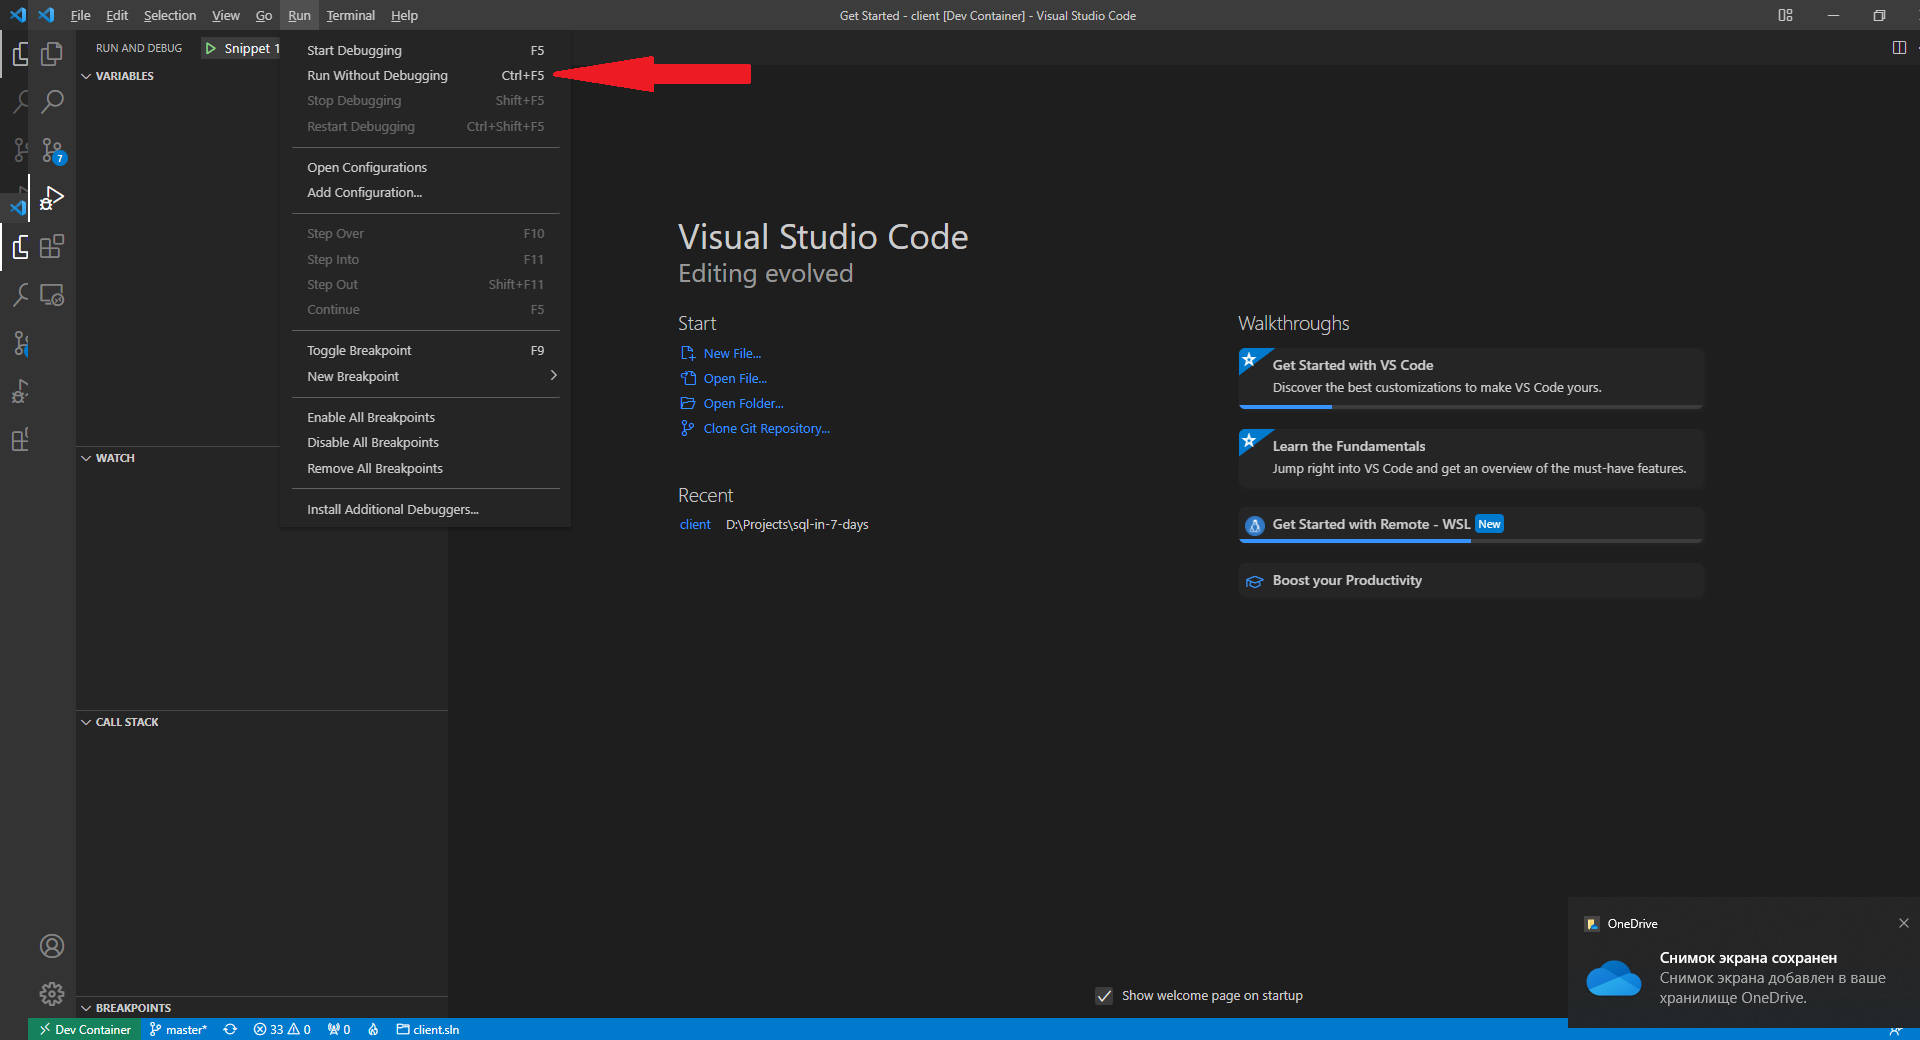 File Edit Selection View Go Run Terminal Help
Get Started - client [Dev Container] - Visual Studio Code
RUN AND DEBUG
Snippet 1
VARIABLES
Start Debugging F5
Run Without Debugging Ctrl+F5
Stop Debugging Shift+F5
Restart Debugging Ctrl+Shift+F5
Open Configurations
Add Configuration...
Step Over F10
Step Into F11
Step Out Shift+F11
Continue F5
Toggle Breakpoint F9
New Breakpoint
Enable All Breakpoints
Disable All Breakpoints
Remove All Breakpoints
Install Additional Debuggers...
7
WATCH
CALL STACK
BREAKPOINTS
Visual Studio Code
Editing evolved
Start
New File...
Open File...
Open Folder...
Clone Git Repository...
Recent
client D:\Projects\sql-in-7-days
Walkthroughs
Get Started with VS Code
Discover the best customizations to make VS Code yours.
Learn the Fundamentals
Jump right into VS Code and get an overview of the must-have features.
Get Started with Remote - WSL New
Boost your Productivity
Show welcome page on startup
OneDrive
Снимок экрана сохранен
Снимок экрана добавлен в ваше
хранилище OneDrive.
Dev Container master* 33 0 0 client.sln